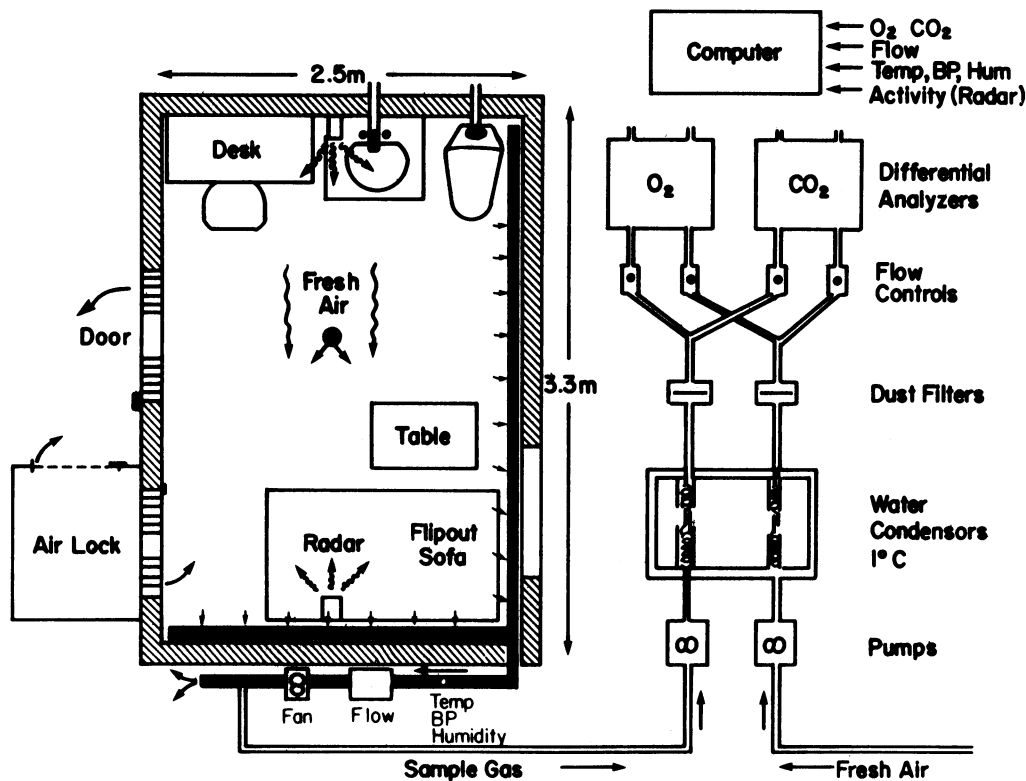 2.5m
Desk
Fresh
Air
Door
3.3m
Table
Air Lock
Radar
Flipout
Sofa
Fan
Flow
Temp
BP
Humidity
Sample Gas
Fresh Air
Computer
O₂ CO₂
Flow
Temp, BP, Hum
Activity (Radar)
O₂
CO₂
Differential
Analyzers
Flow
Controls
Dust Filters
Water
Condensors
1° C
Pumps